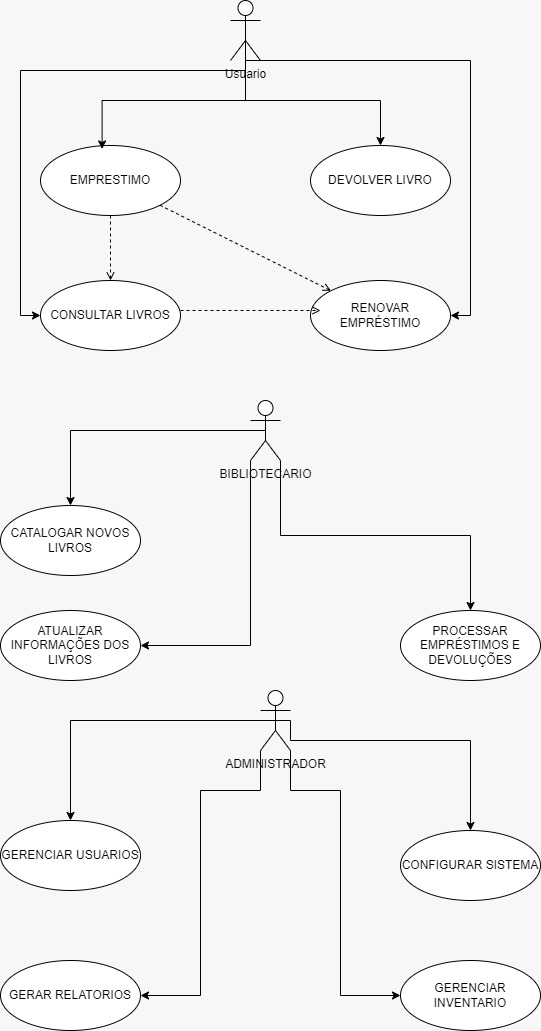 Usuario
EMPRESTIMO
DEVOLVER LIVRO
CONSULTAR LIVROS
RENOVAR
EMPRÉSTIMO
BIBLIOTECARIO
CATALOGAR NOVOS
LIVROS
ATUALIZAR
INFORMAÇÕES DOS
LIVROS
PROCESSAR
EMPRÉSTIMOS E
DEVOLUÇÕES
ADMINISTRADOR
GERENCIAR USUARIOS
CONFIGURAR SISTEMA
GERAR RELATORIOS
GERENCIAR
INVENTARIO